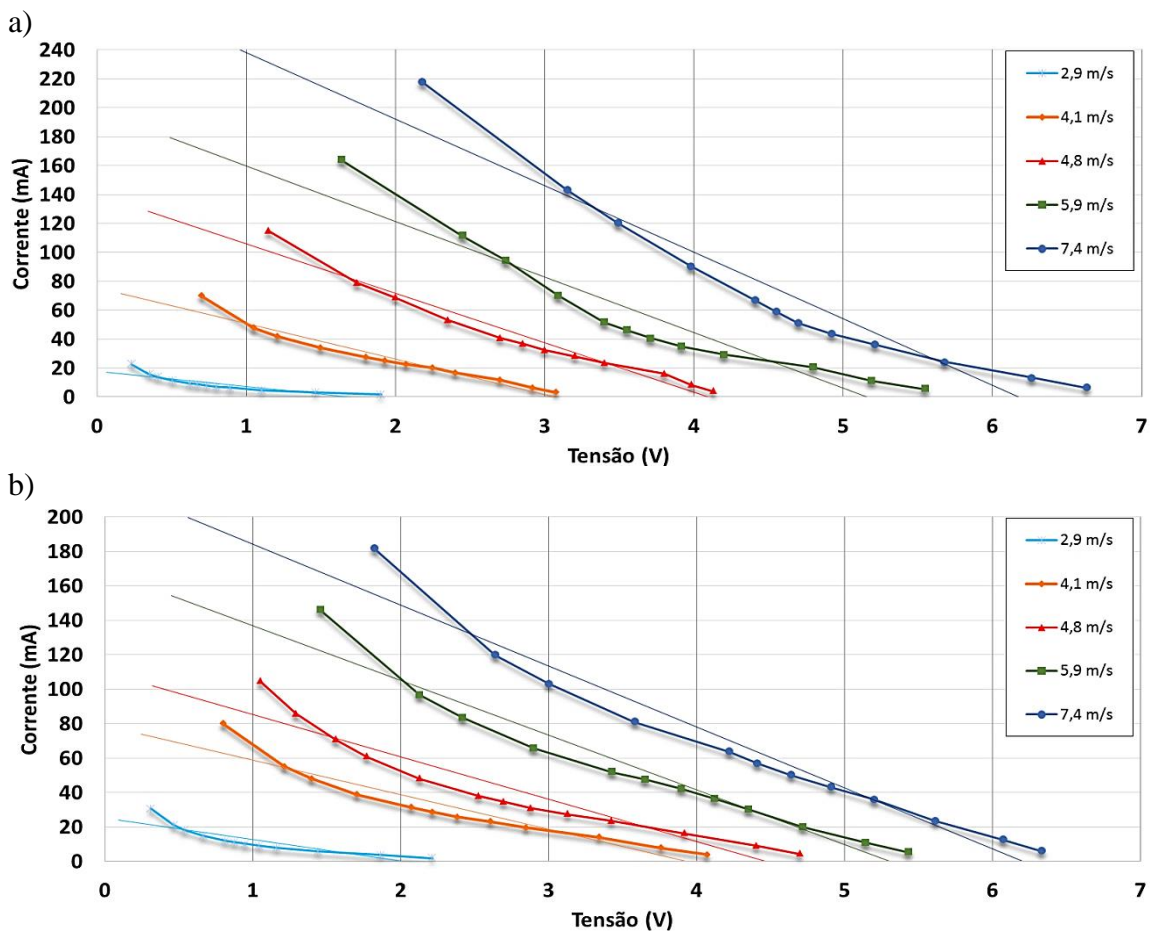 a)
240
220
200
180
160
140
120
100
80
60
40
20
0
Corrente (mA)
0 1 2 3 4 5 6 7
Tensão (V)
2,9 m/s
4,1 m/s
4,8 m/s
5,9 m/s
7,4 m/s
b)
200
180
160
140
120
100
80
60
40
20
0
Corrente (mA)
0 1 2 3 4 5 6 7
Tensão (V)
2,9 m/s
4,1 m/s
4,8 m/s
5,9 m/s
7,4 m/s